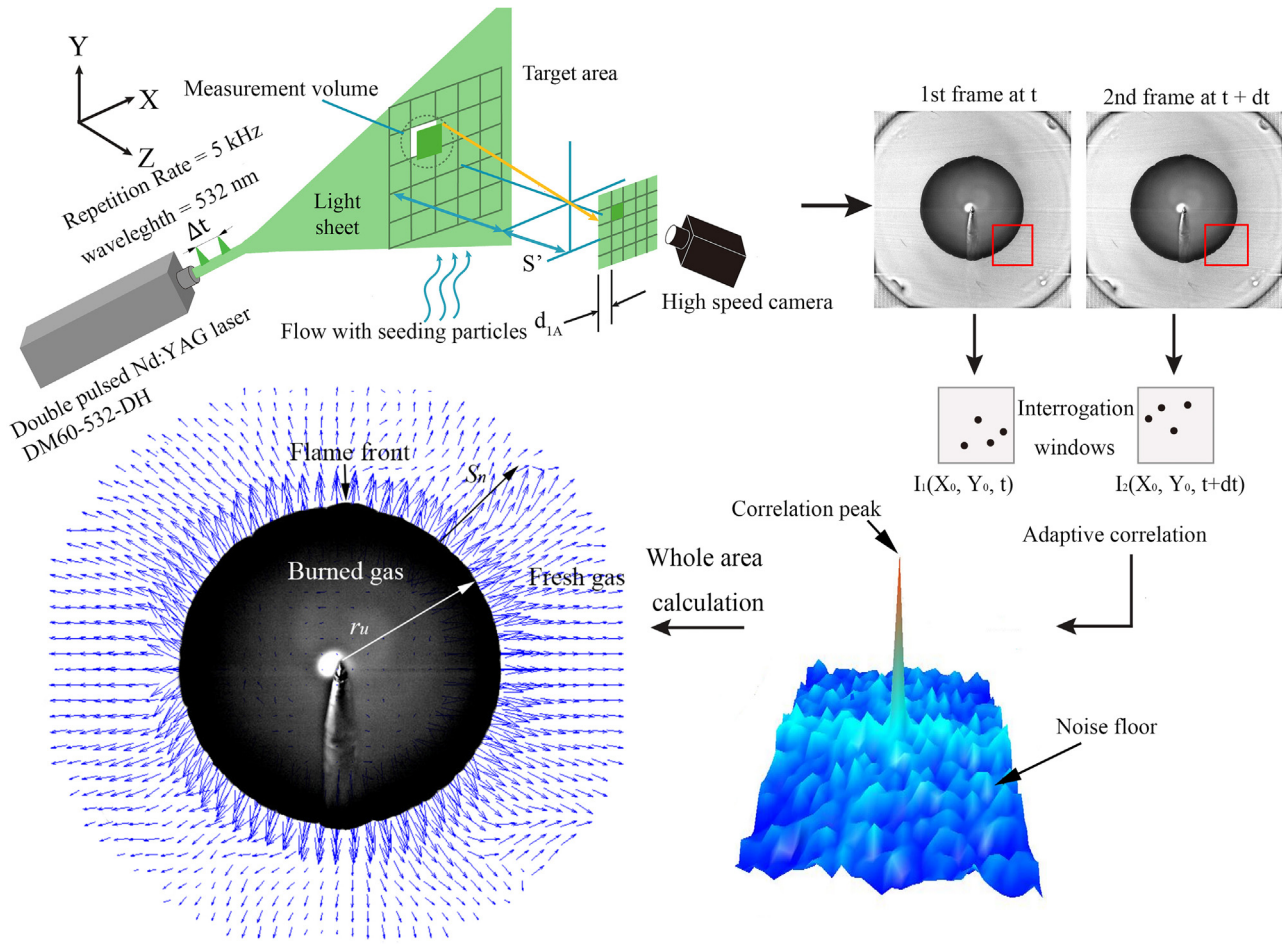 Y
X
Z
Measurement volume
Target area
Repetition Rate = 5 kHz
waveleghth = 532 nm
Δt
Light
sheet
S’
d1A
High speed camera
Flow with seeding particles
Double pulsed Nd:YAG laser
DM60-532-DH
1st frame at t
2nd frame at t + dt
Interrogation
windows
I₁(X₀, Y₀, t)
I₂(X₀, Y₀, t+dt)
Adaptive correlation
Correlation peak
Noise floor
Whole area
calculation
Flame front
Sn
Burned gas
Fresh gas
ru